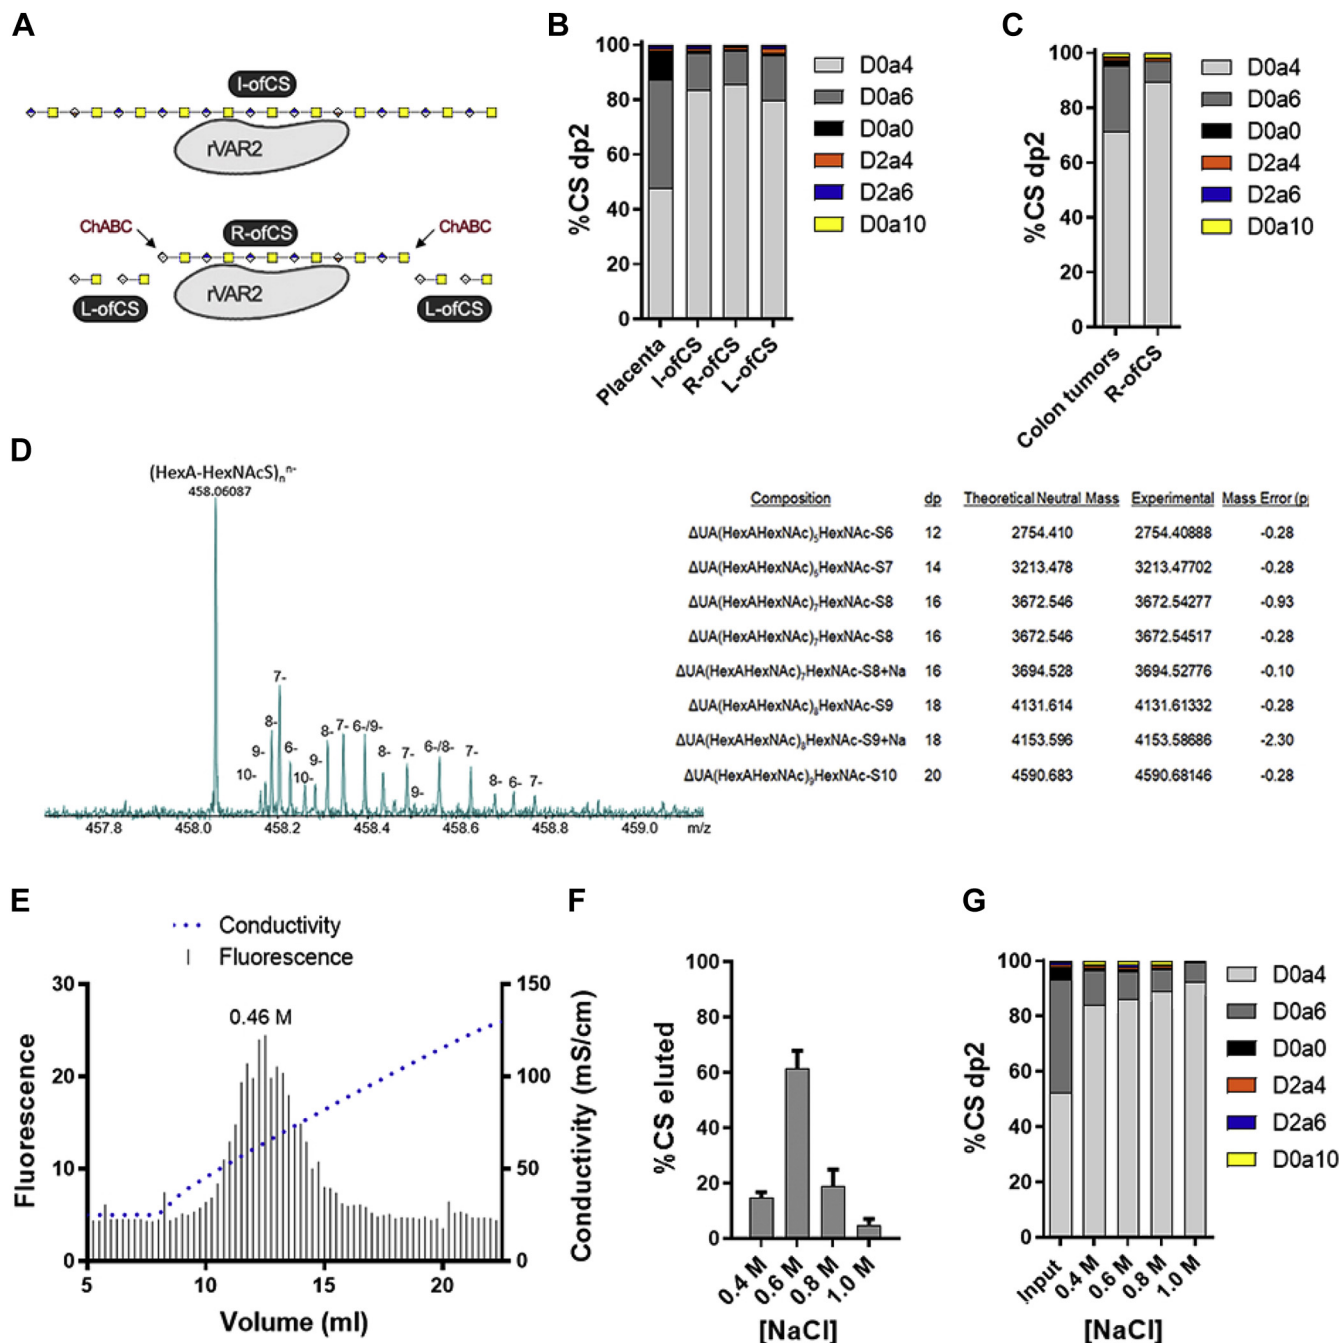 A
I-ofCS
rVAR2
ChABC
R-ofCS
ChABC
rVAR2
L-ofCS
L-ofCS
B
%CS dp2
100
80
60
40
20
0
Placenta
I-ofCS
R-ofCS
L-ofCS
D0a4
D0a6
D0a0
D2a4
D2a6
D0a10
C
%CS dp2
100
80
60
40
20
0
Colon tumors
R-ofCS
D0a4
D0a6
D0a0
D2a4
D2a6
D0a10
D
(HexA-HexNAcS)ₙⁿ⁻
458.06087
10-
9-
8-
7-
6-
10-
9-
8-
7-
6-/9-
8-
7-
9-
6-/8-
7-
8-
6-
7-
457.8 458.0 458.2 458.4 458.6 458.8 459.0 m/z
Composition dp Theoretical Neutral Mass Experimental Mass Error (p
ΔUA(HexAHexNAc)₅HexNAc-S6 12 2754.410 2754.40888 -0.28
ΔUA(HexAHexNAc)₆HexNAc-S7 14 3213.478 3213.47702 -0.28
ΔUA(HexAHexNAc)₇HexNAc-S8 16 3672.546 3672.54277 -0.93
ΔUA(HexAHexNAc)₇HexNAc-S8 16 3672.546 3672.54517 -0.28
ΔUA(HexAHexNAc)₇HexNAc-S8+Na 16 3694.528 3694.52776 -0.10
ΔUA(HexAHexNAc)₈HexNAc-S9 18 4131.614 4131.61332 -0.28
ΔUA(HexAHexNAc)₈HexNAc-S9+Na 18 4153.596 4153.58686 -2.30
ΔUA(HexAHexNAc)₉HexNAc-S10 20 4590.683 4590.68146 -0.28
E
Conductivity
Fluorescence
0.46 M
Fluorescence
30
20
10
0
5 10 15 20
Volume (ml)
150
100
50
0
Conductivity (mS/cm)
F
%CS eluted
100
80
60
40
20
0
0.4 M
0.6 M
0.8 M
1.0 M
[NaCl]
G
%CS dp2
100
80
60
40
20
0
Input
0.4 M
0.6 M
0.8 M
1.0 M
[NaCl]
D0a4
D0a6
D0a0
D2a4
D2a6
D0a10